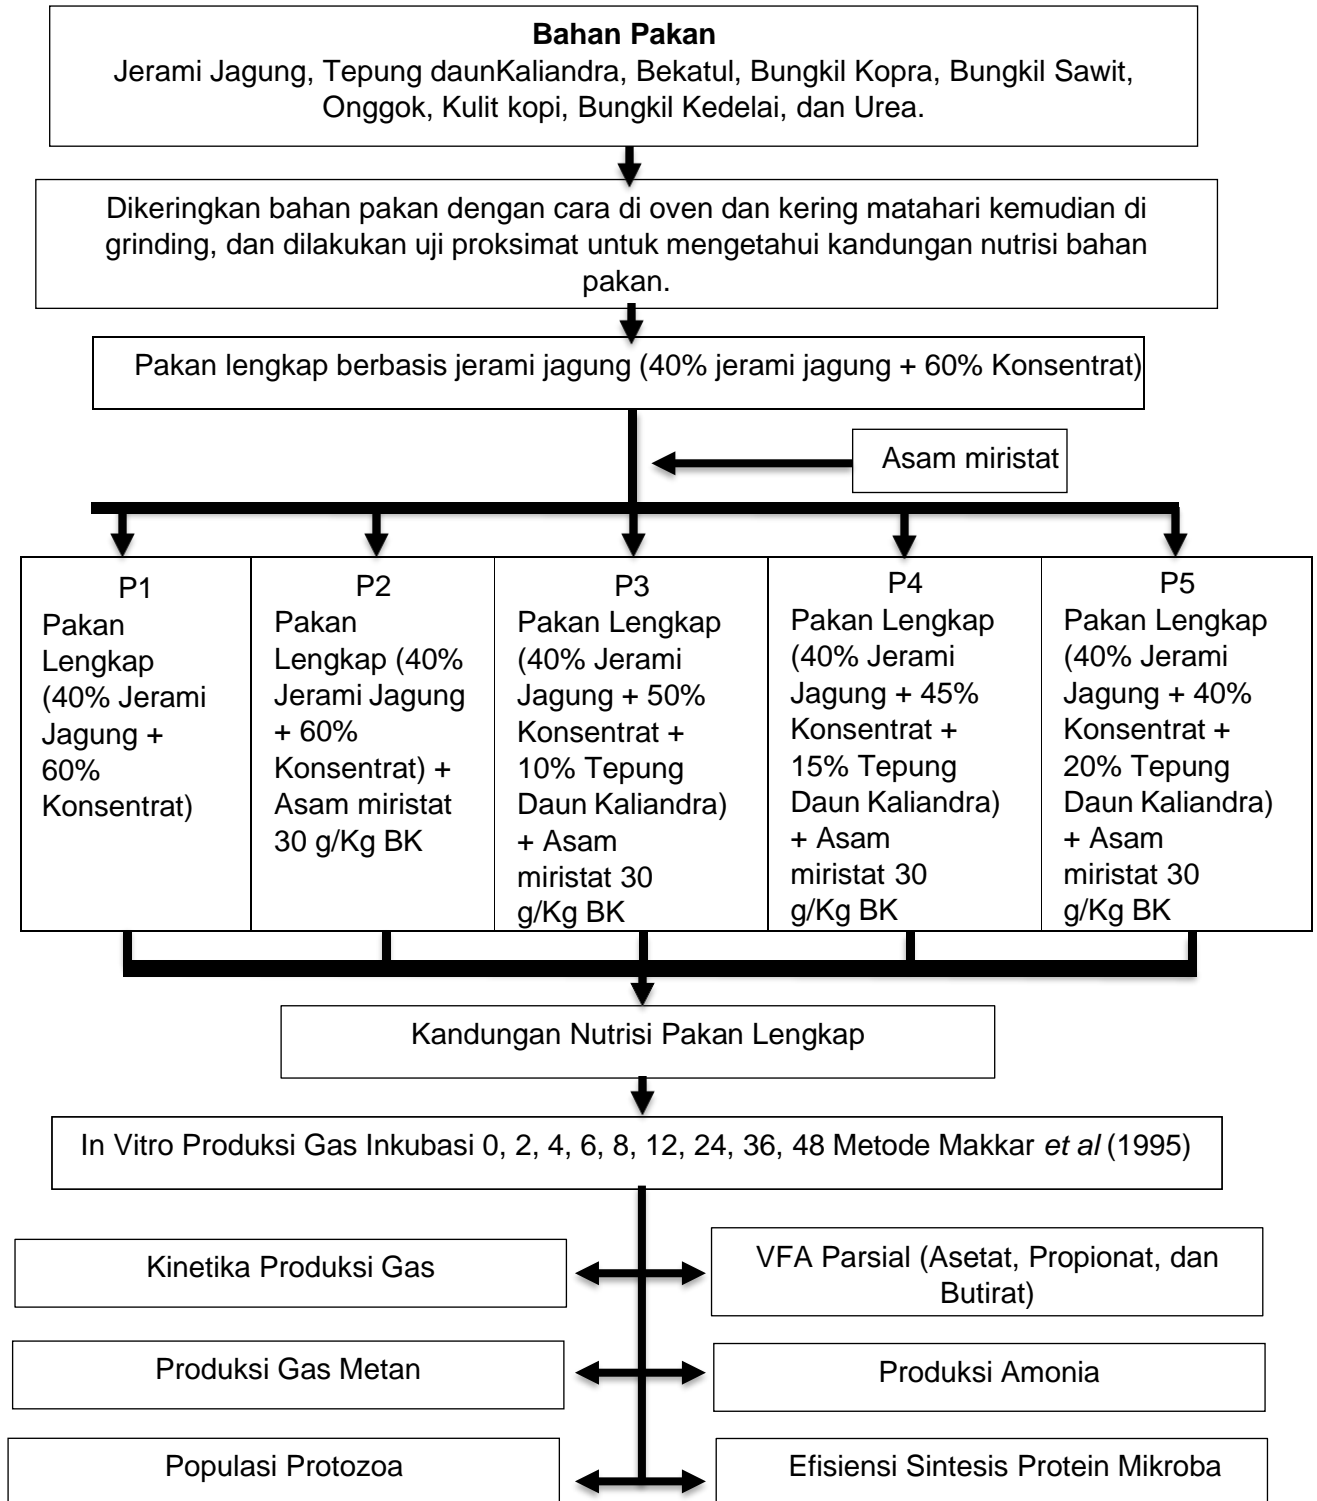 Bahan Pakan
Jerami Jagung, Tepung daunKaliandra, Bekatul, Bungkil Kopra, Bungkil Sawit,
Onggok, Kulit kopi, Bungkil Kedelai, dan Urea.
Dikeringkan bahan pakan dengan cara di oven dan kering matahari kemudian di
grinding, dan dilakukan uji proksimat untuk mengetahui kandungan nutrisi bahan
pakan.
Pakan lengkap berbasis jerami jagung (40% jerami jagung + 60% Konsentrat)
Asam miristat
P1
Pakan
Lengkap
(40% Jerami
Jagung +
60%
Konsentrat)
P2
Pakan
Lengkap (40%
Jerami Jagung
+ 60%
Konsentrat) +
Asam miristat
30 g/Kg BK
P3
Pakan Lengkap
(40% Jerami
Jagung + 50%
Konsentrat +
10% Tepung
Daun Kaliandra)
+ Asam
miristat 30
g/Kg BK
P4
Pakan Lengkap
(40% Jerami
Jagung + 45%
Konsentrat +
15% Tepung
Daun Kaliandra)
+ Asam
miristat 30
g/Kg BK
P5
Pakan Lengkap
(40% Jerami
Jagung + 40%
Konsentrat +
20% Tepung
Daun Kaliandra)
+ Asam
miristat 30
g/Kg BK
Kandungan Nutrisi Pakan Lengkap
In Vitro Produksi Gas Inkubasi 0, 2, 4, 6, 8, 12, 24, 36, 48 Metode Makkar et al (1995)
Kinetika Produksi Gas
VFA Parsial (Asetat, Propionat, dan
Butirat)
Produksi Gas Metan
Produksi Amonia
Populasi Protozoa
Efisiensi Sintesis Protein Mikroba